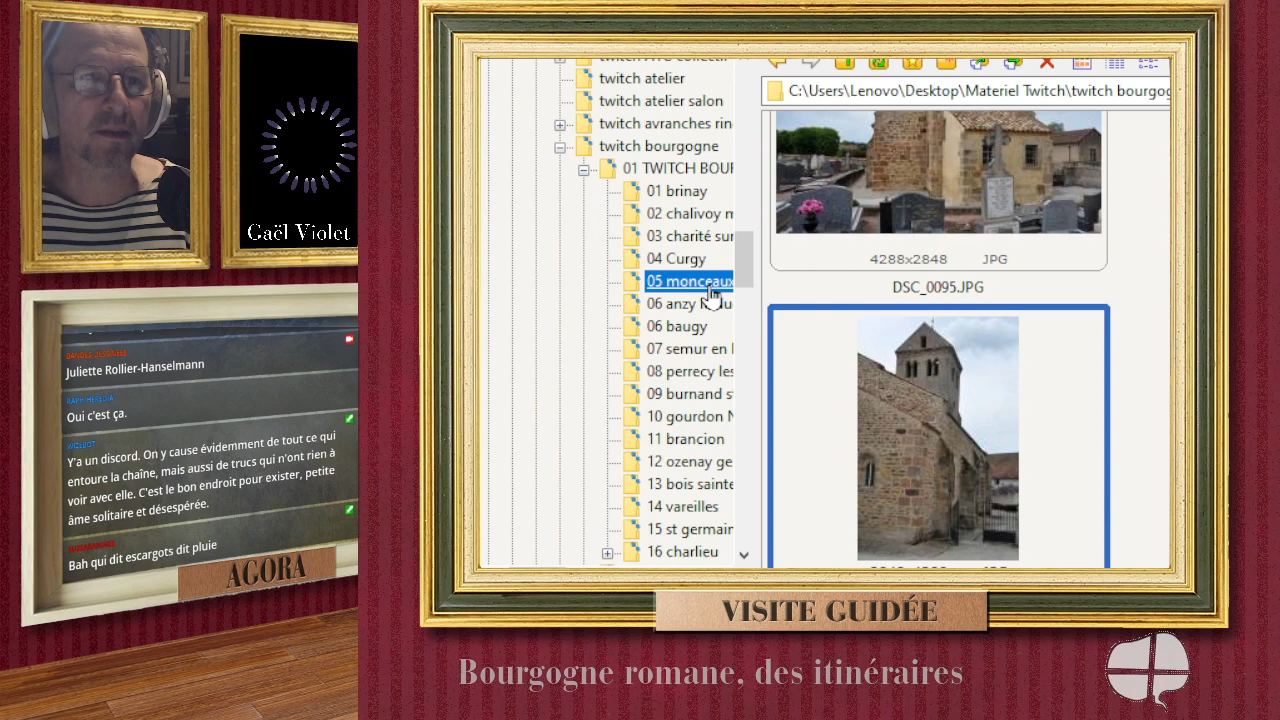 Gaël Violet
BANDES DESSINÉES
Juliette Rollier-Hanselmann
RAPH HEREDIA
Oui c'est ça.
WIZEBOT
Y'a un discord. On y cause évidemment de tout ce qui
entoure la chaîne, mais aussi de trucs qui n'ont rien à
voir avec elle. C'est le bon endroit pour exister, petite
âme solitaire et désespérée.
Bah qui dit escargots dit pluie
AGORA
twitch atelier
twitch atelier salon
twitch avranches rin
twitch bourgogne
01 TWITCH BOUR
01 brinay
02 chalivoy m
03 charité sur
04 Curgy
05 monceaux
06 anzy
06 baugy
07 semur en
08 perrecy les
09 burnand s
10 gourdon
11 brancion
12 ozenay ge
13 bois sainte
14 vareilles
15 st germain
16 charlieu
C:\Users\Lenovo\Desktop\Materiel Twitch\twitch bourgog
4288x2848 JPG
DSC_0095.JPG
VISITE GUIDÉE
Bourgogne romane, des itinéraires